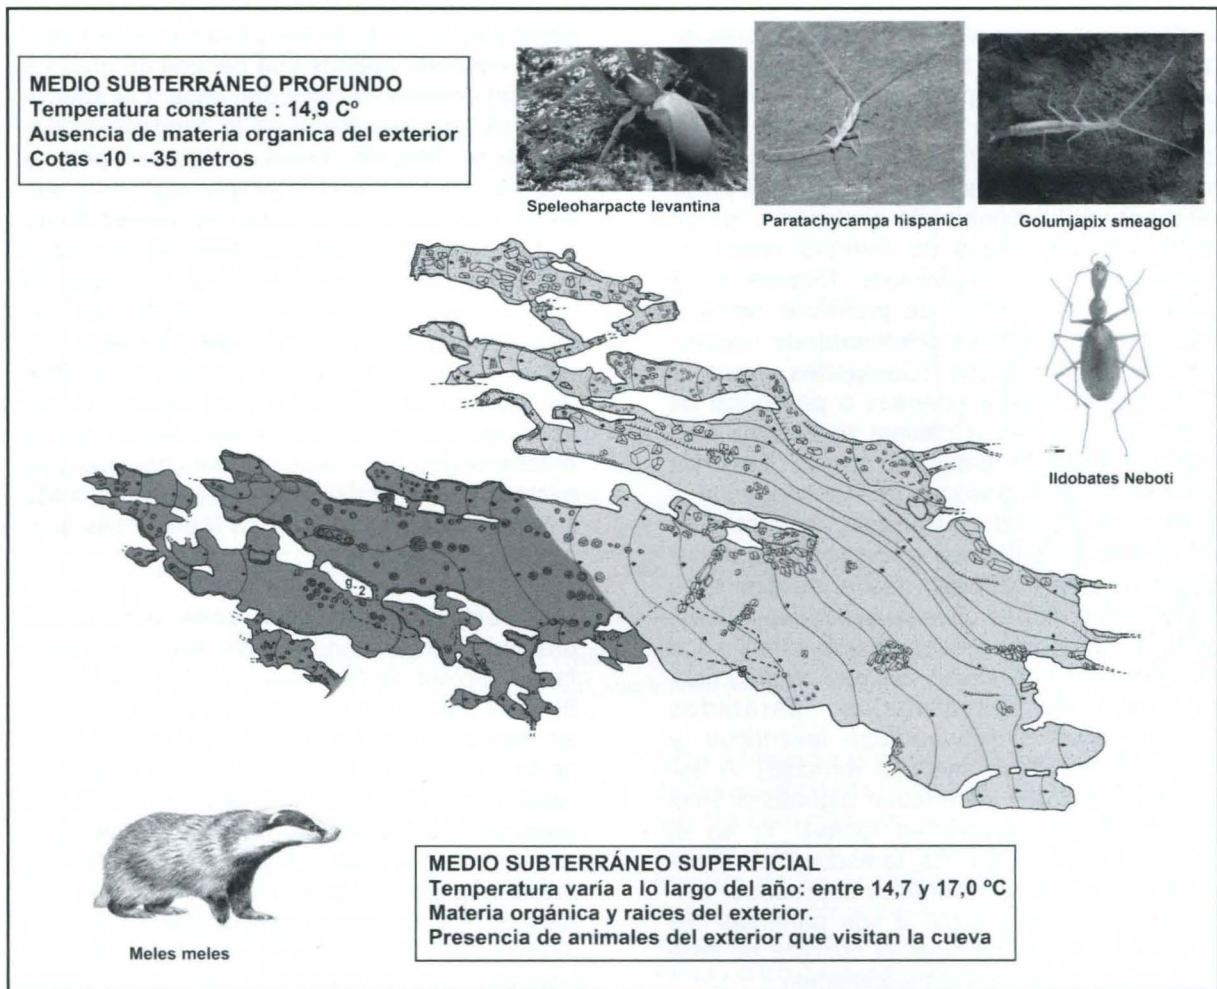 MEDIO SUBTERRÁNEO PROFUNDO
Temperatura constante : 14,9 Cº
Ausencia de materia organica del exterior
Cotas -10 - -35 metros
Speleoharpacte levantina
Paratachycampa hispanica
Golumjapix smeagol
Ildobates Neboti
g-2
MEDIO SUBTERRÁNEO SUPERFICIAL
Temperatura varía a lo largo del año: entre 14,7 y 17,0 ºC
Materia orgánica y raices del exterior.
Presencia de animales del exterior que visitan la cueva
Meles meles